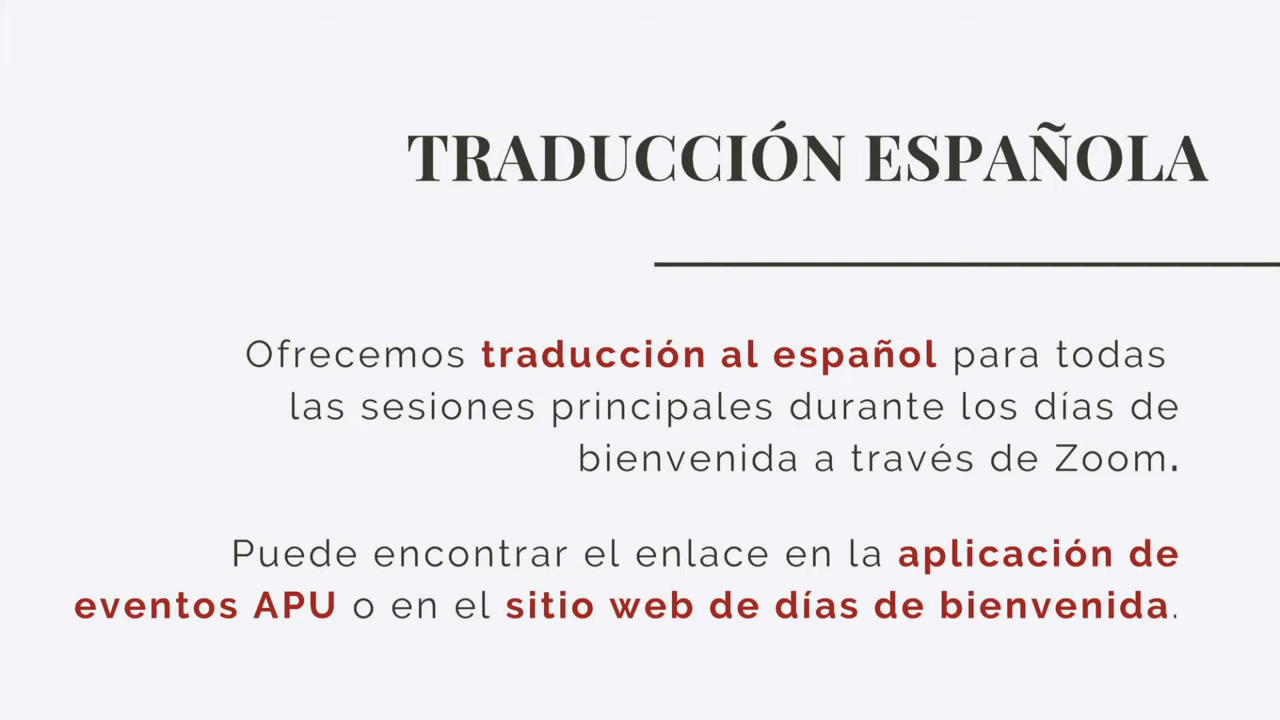 TRADUCCIÓN ESPAÑOLA
Ofrecemos traducción al español para todas
las sesiones principales durante los días de
bienvenida a través de Zoom.
Puede encontrar el enlace en la aplicación de
eventos APU o en el sitio web de días de bienvenida.